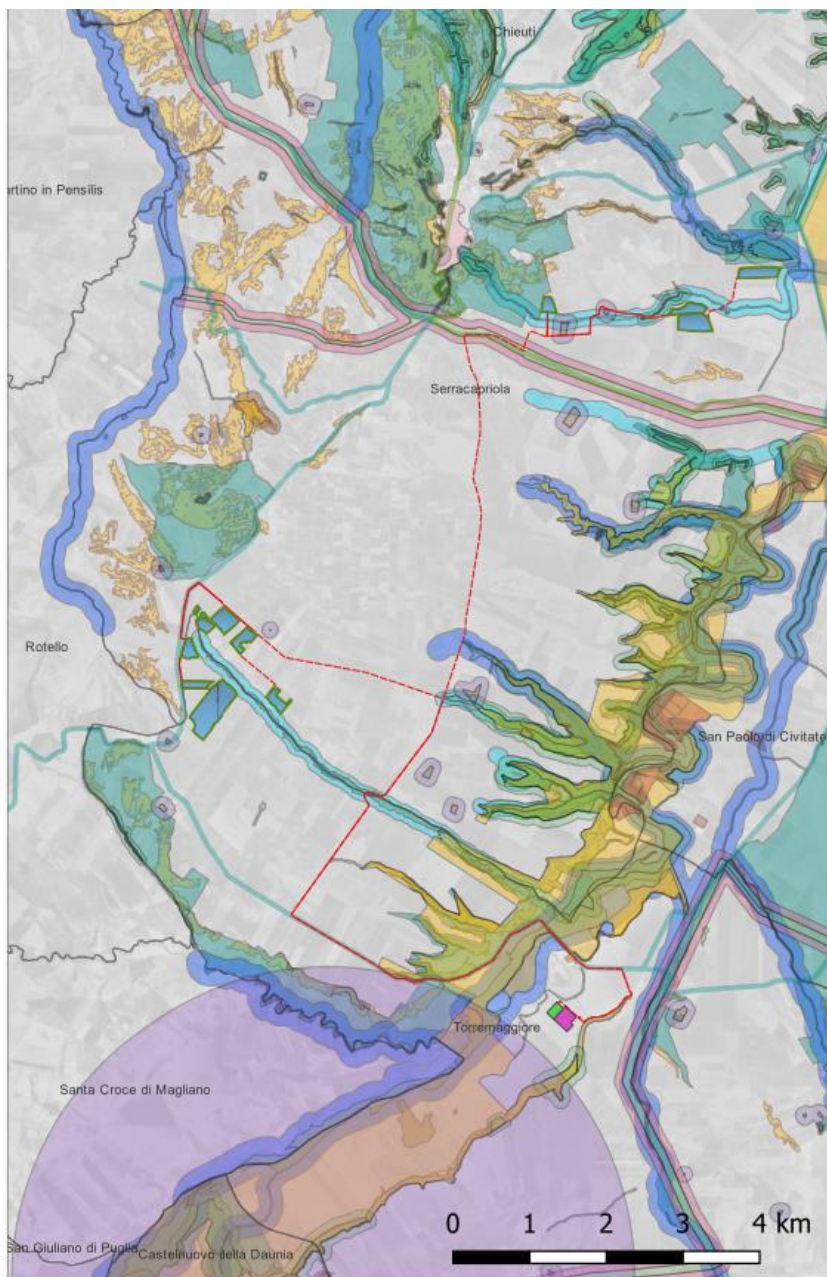 Chieuti
artino in Pensilis
Serracapriola
Rotello
San Paolo di Civitate
Torremaggiore
Santa Croce di Magliano
San Giuliano di Puglia
Castelnuovo della Daunia
0 1 2 3 4 km